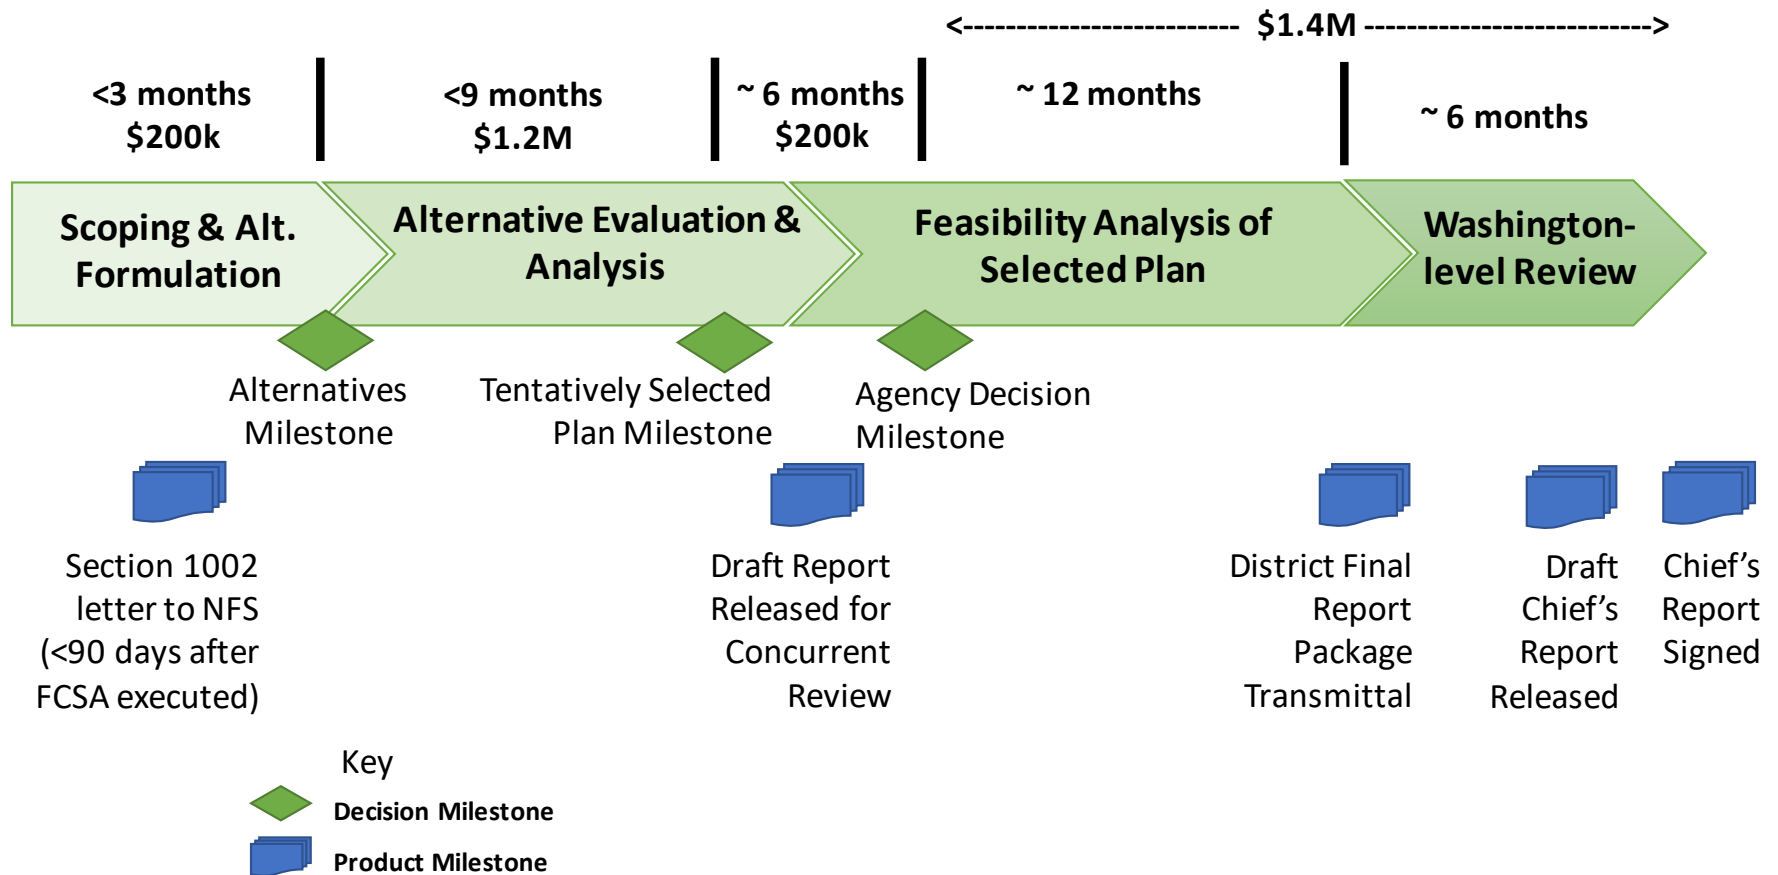 <------------------------- $1.4M ------------------------->
<3 months
$200k
<9 months
$1.2M
~ 6 months
$200k
~ 12 months
~ 6 months
Scoping & Alt.
Formulation
Alternative Evaluation &
Analysis
Feasibility Analysis of
Selected Plan
Washington-
level Review
Alternatives
Milestone
Tentatively Selected
Plan Milestone
Agency Decision
Milestone
Section 1002
letter to NFS
(<90 days after
FCSA executed)
Draft Report
Released for
Concurrent
Review
District Final
Report
Package
Transmittal
Draft
Chief's
Report
Released
Chief's
Report
Signed
Key
Decision Milestone
Product Milestone